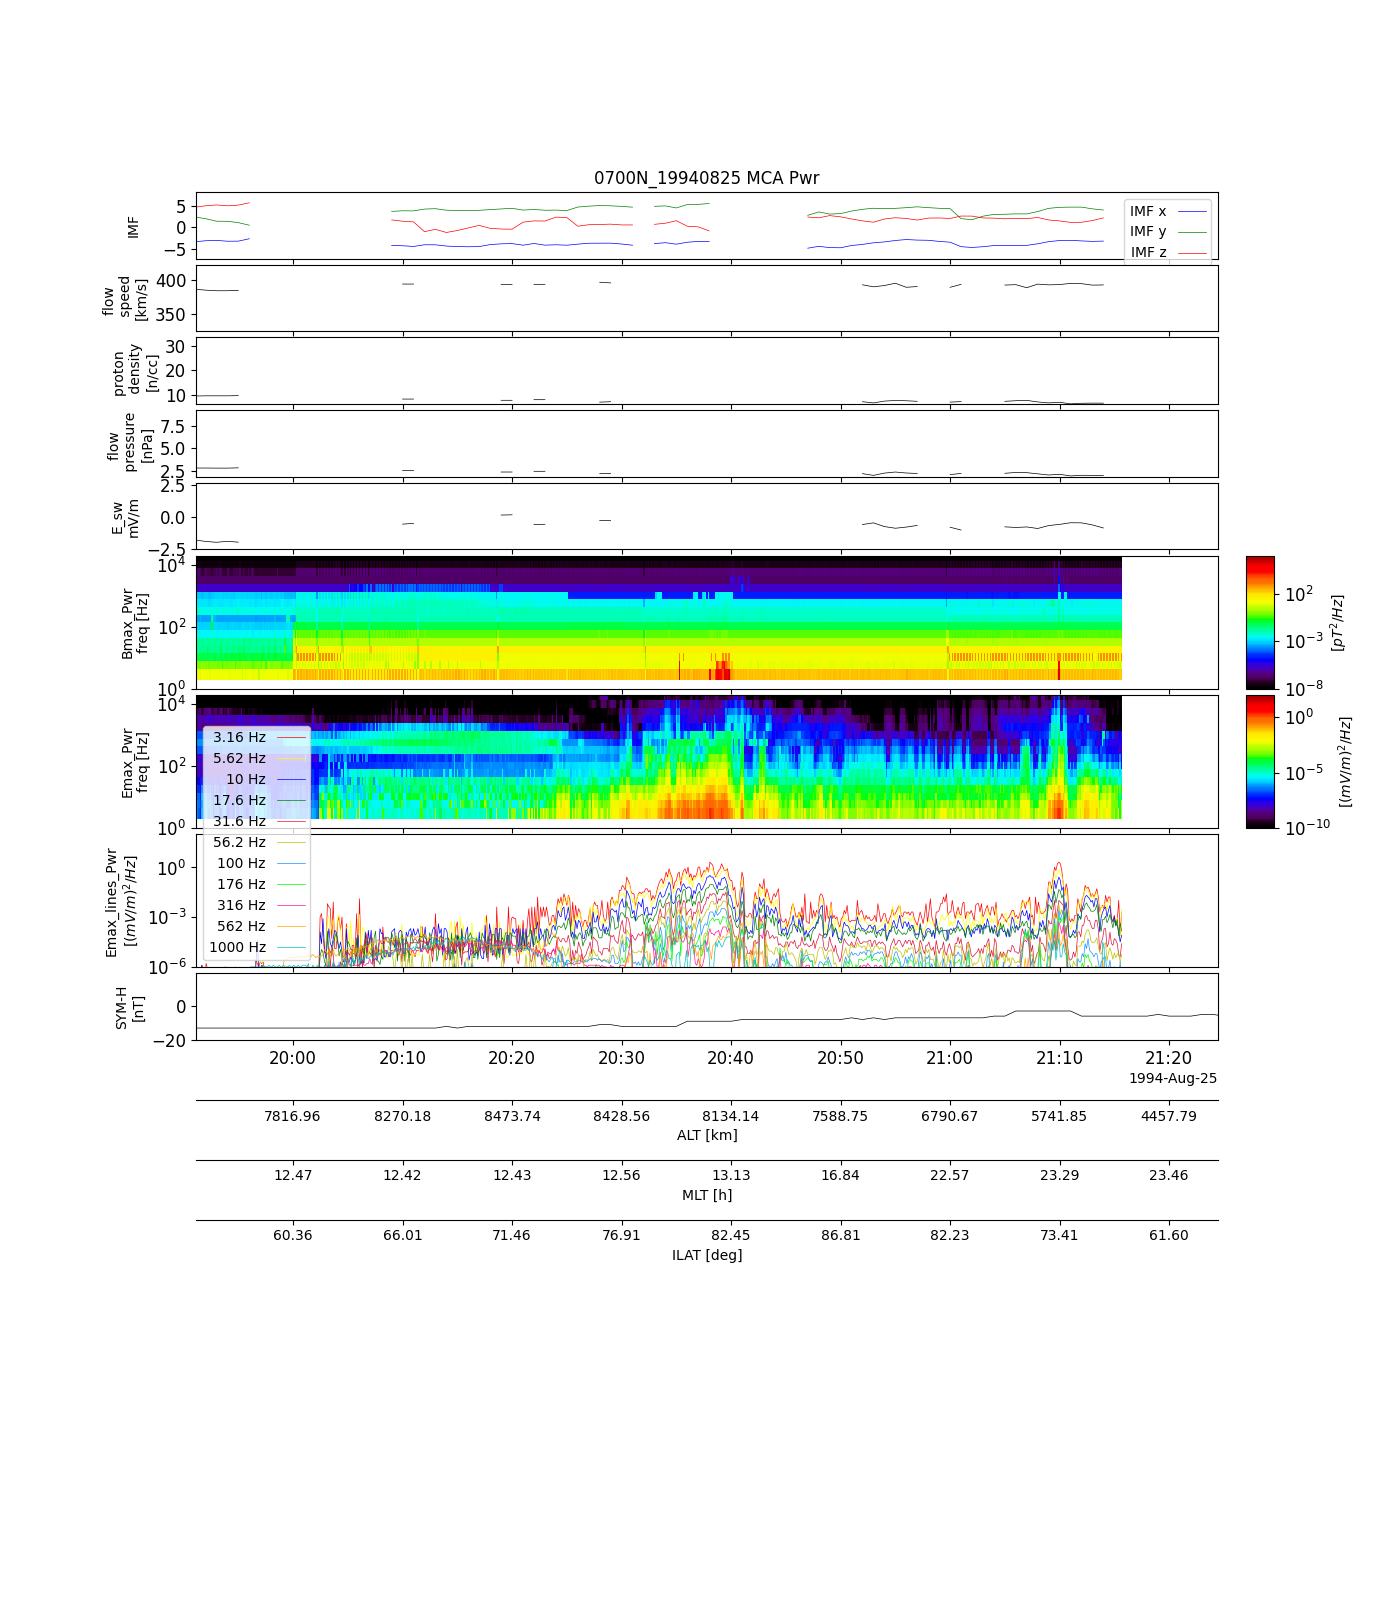 0700N_19940825 MCA Pwr
IMF
5
0
−5
IMF x
IMF y
IMF z
flow
speed
[km/s]
400
350
proton
density
[n/cc]
30
20
10
flow
pressure
[nPa]
7.5
5.0
2.5
E_sw
mV/m
2.5
0.0
−2.5
Bmax_Pwr
freq [Hz]
10^4
10^2
10^0
10^2
10^−3
10^−8
[pT^2/Hz]
Emax_Pwr
freq [Hz]
10^4
10^2
10^0
10^0
10^−5
10^−10
[(mV/m)^2/Hz]
3.16 Hz
5.62 Hz
10 Hz
17.6 Hz
31.6 Hz
56.2 Hz
100 Hz
176 Hz
316 Hz
562 Hz
1000 Hz
Emax_lines_Pwr
[(mV/m)^2/Hz]
10^0
10^−3
10^−6
SYM-H
[nT]
0
−20
20:00 20:10 20:20 20:30 20:40 20:50 21:00 21:10 21:20
1994-Aug-25
7816.96 8270.18 8473.74 8428.56 8134.14 7588.75 6790.67 5741.85 4457.79
ALT [km]
12.47 12.42 12.43 12.56 13.13 16.84 22.57 23.29 23.46
MLT [h]
60.36 66.01 71.46 76.91 82.45 86.81 82.23 73.41 61.60
ILAT [deg]